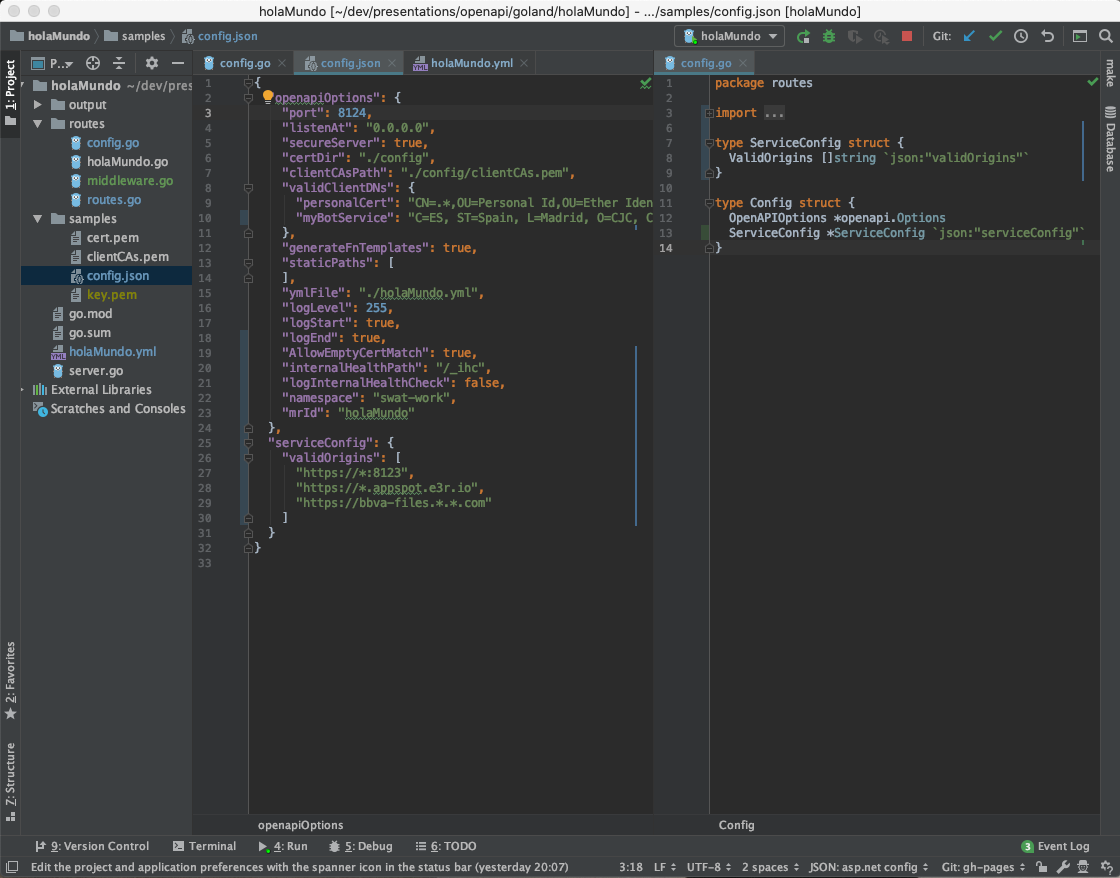 holaMundo [~/dev/presentations/openapi/goland/holaMundo] - .../samples/config.json [holaMundo]
holaMundo samples config.json holaMundo Git:
1: Project
P..
holaMundo ~/dev/pres
output
routes
config.go
holaMundo.go
middleware.go
routes.go
samples
cert.pem
clientCAs.pem
config.json
key.pem
go.mod
go.sum
holaMundo.yml
server.go
External Libraries
Scratches and Consoles
2: Favorites
Z: Structure
config.go config.json holaMundo.yml
1 {
2 openapiOptions": {
3 "port": 8124,
4 "listenAt": "0.0.0.0",
5 "secureServer": true,
6 "certDir": "./config",
7 "clientCAsPath": "./config/clientCAs.pem",
8 "validClientDNs": {
9 "personalCert": "CN=.*,OU=Personal Id,OU=Ether Iden
10 "myBotService": "C=ES, ST=Spain, L=Madrid, O=CJC, C
11 },
12 "generateFnTemplates": true,
13 "staticPaths": [
14 ],
15 "ymlFile": "./holaMundo.yml",
16 "logLevel": 255,
17 "logStart": true,
18 "logEnd": true,
19 "AllowEmptyCertMatch": true,
20 "internalHealthPath": "/_ihc",
21 "logInternalHealthCheck": false,
22 "namespace": "swat-work",
23 "mrId": "holaMundo"
24 },
25 "serviceConfig": {
26 "validOrigins": [
27 "https://*:8123",
28 "https://*.appspot.e3r.io",
29 "https://bbva-files.*.*.com"
30 ]
31 }
32 }
33
openapiOptions
config.go
1 package routes
2
3 import ...
6
7 type ServiceConfig struct {
8 ValidOrigins []string `json:"validOrigins"`
9 }
10
11 type Config struct {
12 OpenAPIOptions *openapi.Options
13 ServiceConfig *ServiceConfig `json:"serviceConfig"`
14 }
Config
make
Database
9: Version Control Terminal 4: Run 5: Debug 6: TODO 3 Event Log
Edit the project and application preferences with the spanner icon in the status bar (yesterday 20:07) 3:18 LF UTF-8 2 spaces JSON: asp.net config Git: gh-pages